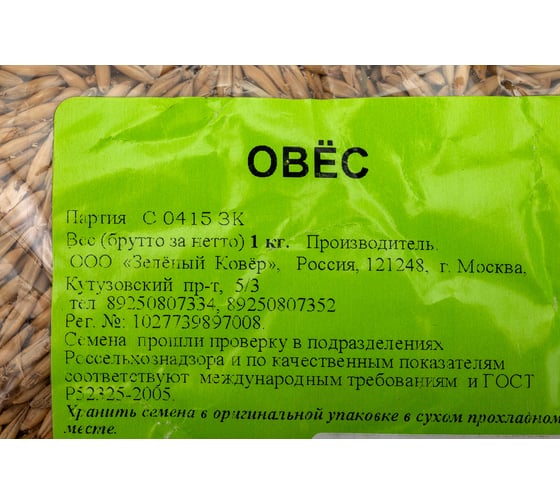 ОВЁС
Партия С 0415 ЗК
Вес (брутто за нетто) 1 кг. Производитель.
ООО «Зелёный Ковёр», Россия, 121248, г. Москва,
Кутузовский пр-т, 5/3
тел 89250807334, 89250807352
Рег. №: 1027739897008.
Семена прошли проверку в подразделениях
Россельхознадзора и по качественным показателям
соответствуют международным требованиям и ГОСТ
Р52325-2005.
Хранить семена в оригинальной упаковке в сухом прохладном
месте.